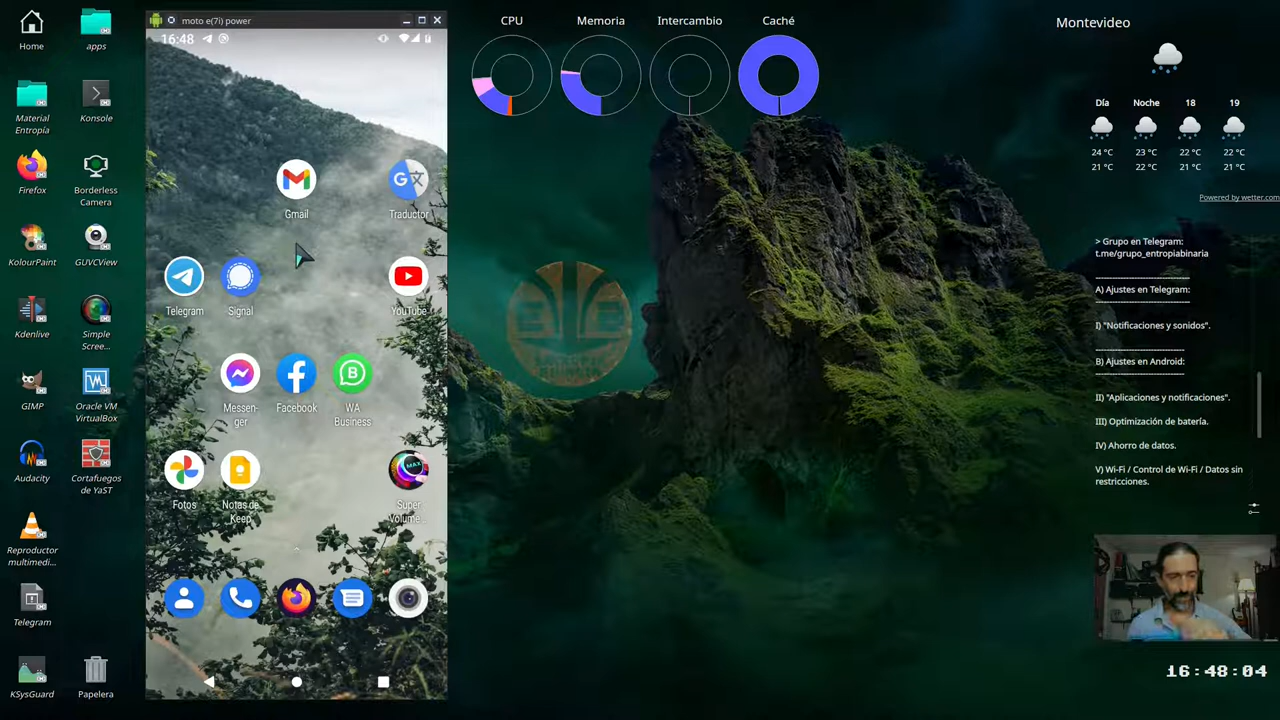 Home
apps
Material
Entropía
Konsole
Firefox
Borderless
Camera
KolourPaint
GUVCView
Kdenlive
Simple
Scree...
GIMP
Oracle VM
VirtualBox
Audacity
Cortafuegos
de YaST
Reproductor
multimedi...
Telegram
KSysGuard
Papelera
moto e(7i) power
16:48
Gmail
Traductor
Telegram
Signal
YouTube
Messen-
ger
Facebook
WA
Business
Fotos
Notas de
Keep
MAX
Super
Volume...
CPU
Memoria
Intercambio
Caché
Montevideo
Día
Noche
18
19
24 °C
23 °C
22 °C
22 °C
21 °C
22 °C
21 °C
21 °C
Powered by wetter.com
> Grupo en Telegram:
t.me/grupo_entropiabinaria
A) Ajustes en Telegram:
I) "Notificaciones y sonidos".
B) Ajustes en Android:
II) "Aplicaciones y notificaciones".
III) Optimización de batería.
IV) Ahorro de datos.
V) Wi-Fi / Control de Wi-Fi / Datos sin
restricciones.
16:48:04